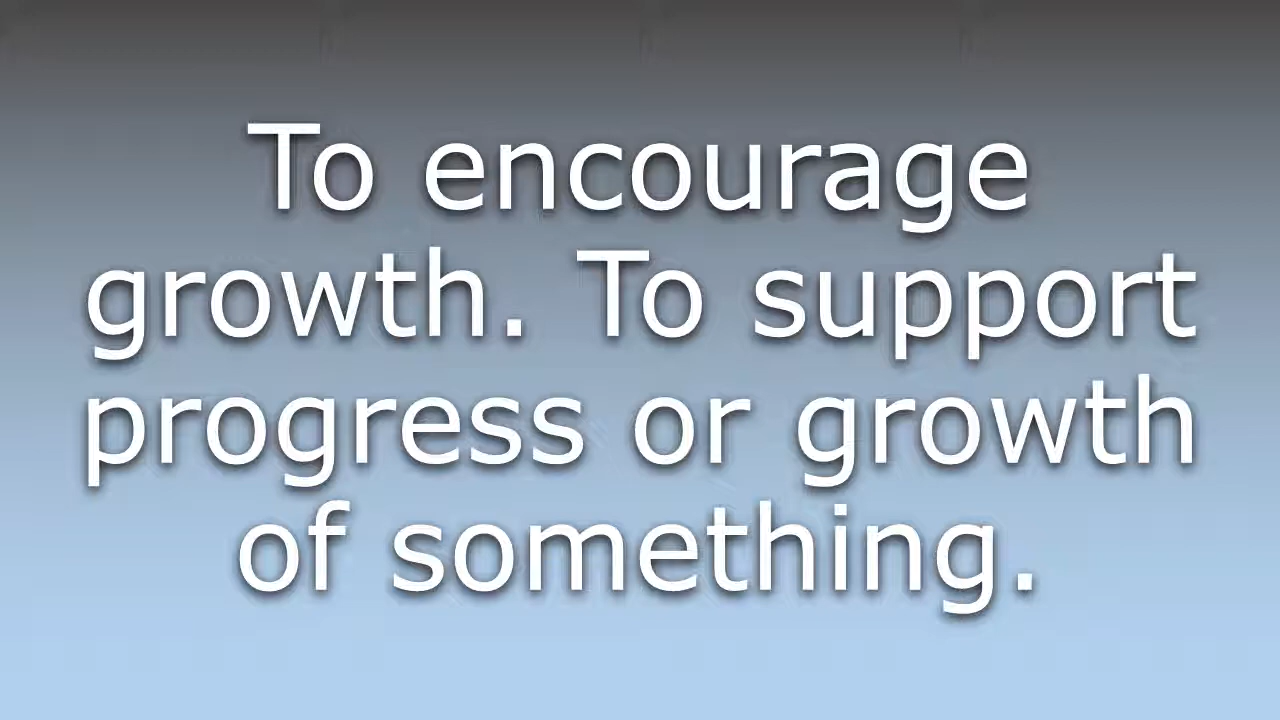 To encourage
growth. To support
progress or growth
of something.